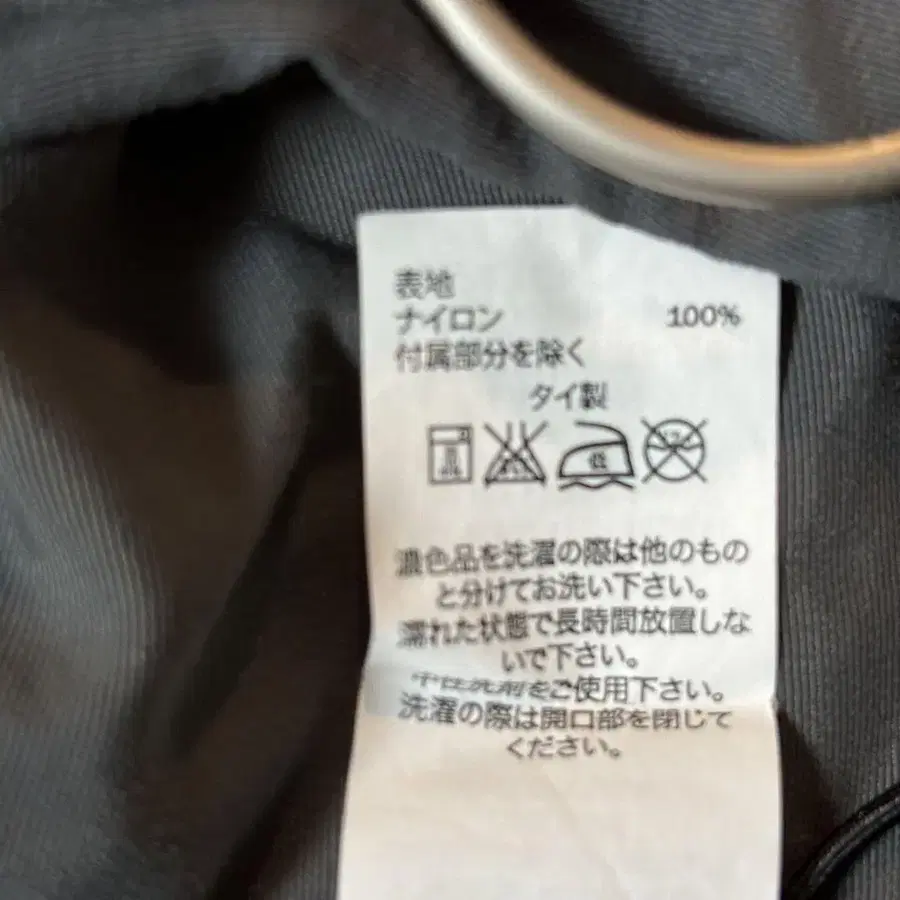 表地
ナイロン 100%
付属部分を除く
タイ製
低
濃色品を洗濯の際は他のもの
と分けてお洗い下さい。
濡れた状態で長時間放置しな
いで下さい。
中性洗剤をご使用下さい。
洗濯の際は開口部を閉じて
ください。